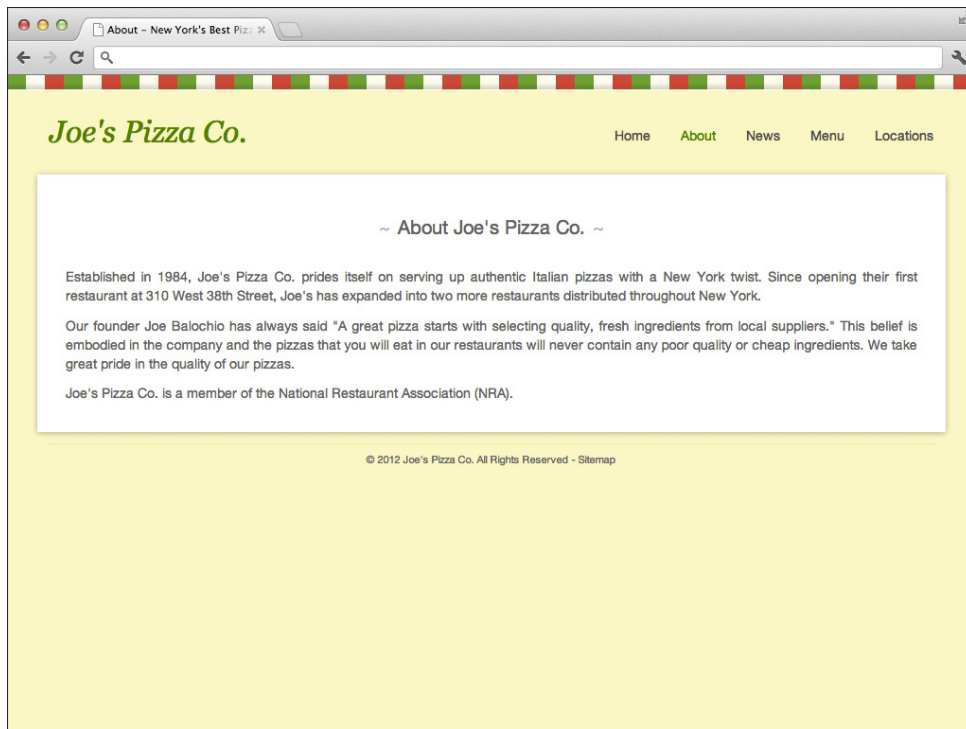 About – New York's Best Piz
Joe's Pizza Co.
Home About News Menu Locations
~ About Joe's Pizza Co. ~
Established in 1984, Joe's Pizza Co. prides itself on serving up authentic Italian pizzas with a New York twist. Since opening their first
restaurant at 310 West 38th Street, Joe's has expanded into two more restaurants distributed throughout New York.
Our founder Joe Balochio has always said "A great pizza starts with selecting quality, fresh ingredients from local suppliers." This belief is
embodied in the company and the pizzas that you will eat in our restaurants will never contain any poor quality or cheap ingredients. We take
great pride in the quality of our pizzas.
Joe's Pizza Co. is a member of the National Restaurant Association (NRA).
© 2012 Joe's Pizza Co. All Rights Reserved - Sitemap